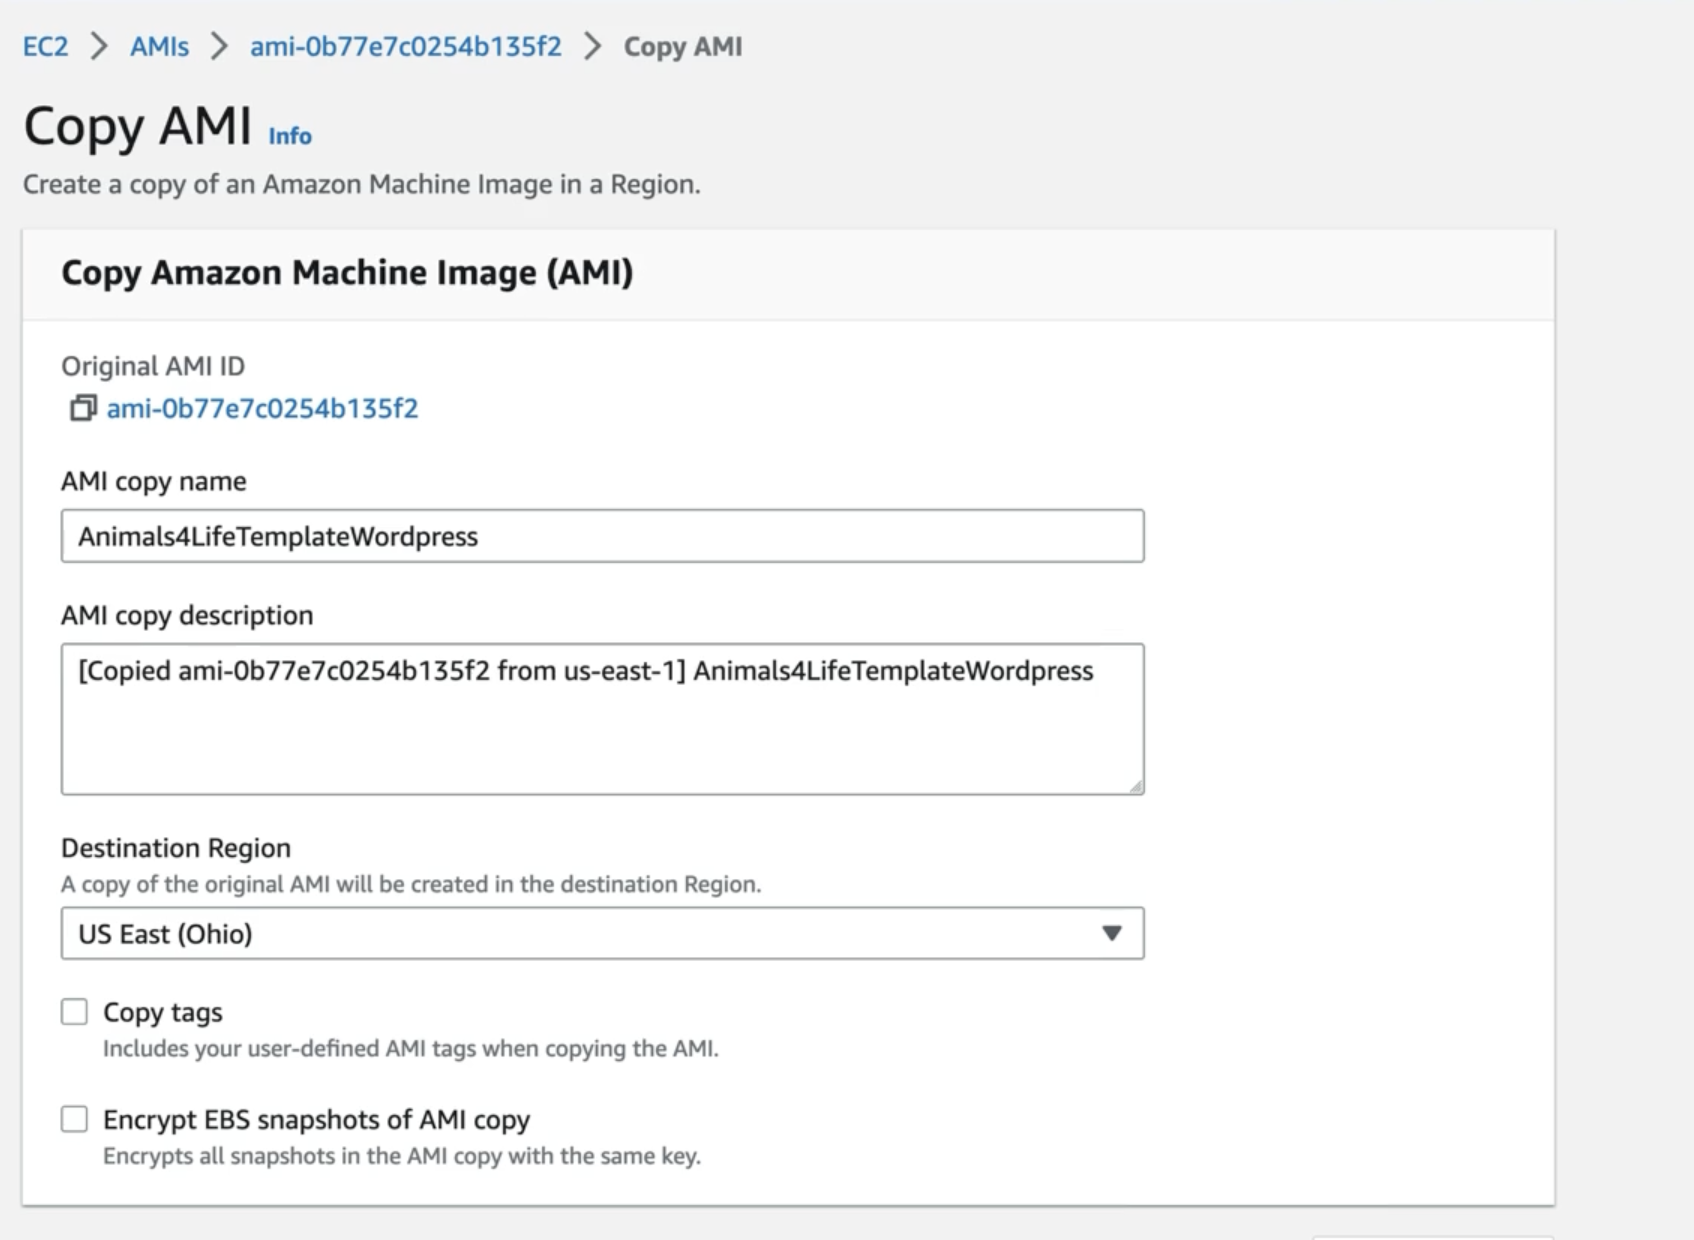 EC2 > AMIs > ami-0b77e7c0254b135f2 > Copy AMI
Copy AMI Info
Create a copy of an Amazon Machine Image in a Region.
Copy Amazon Machine Image (AMI)
Original AMI ID
ami-0b77e7c0254b135f2
AMI copy name
Animals4LifeTemplateWordpress
AMI copy description
[Copied ami-0b77e7c0254b135f2 from us-east-1] Animals4LifeTemplateWordpress
Destination Region
A copy of the original AMI will be created in the destination Region.
US East (Ohio)
Copy tags
Includes your user-defined AMI tags when copying the AMI.
Encrypt EBS snapshots of AMI copy
Encrypts all snapshots in the AMI copy with the same key.